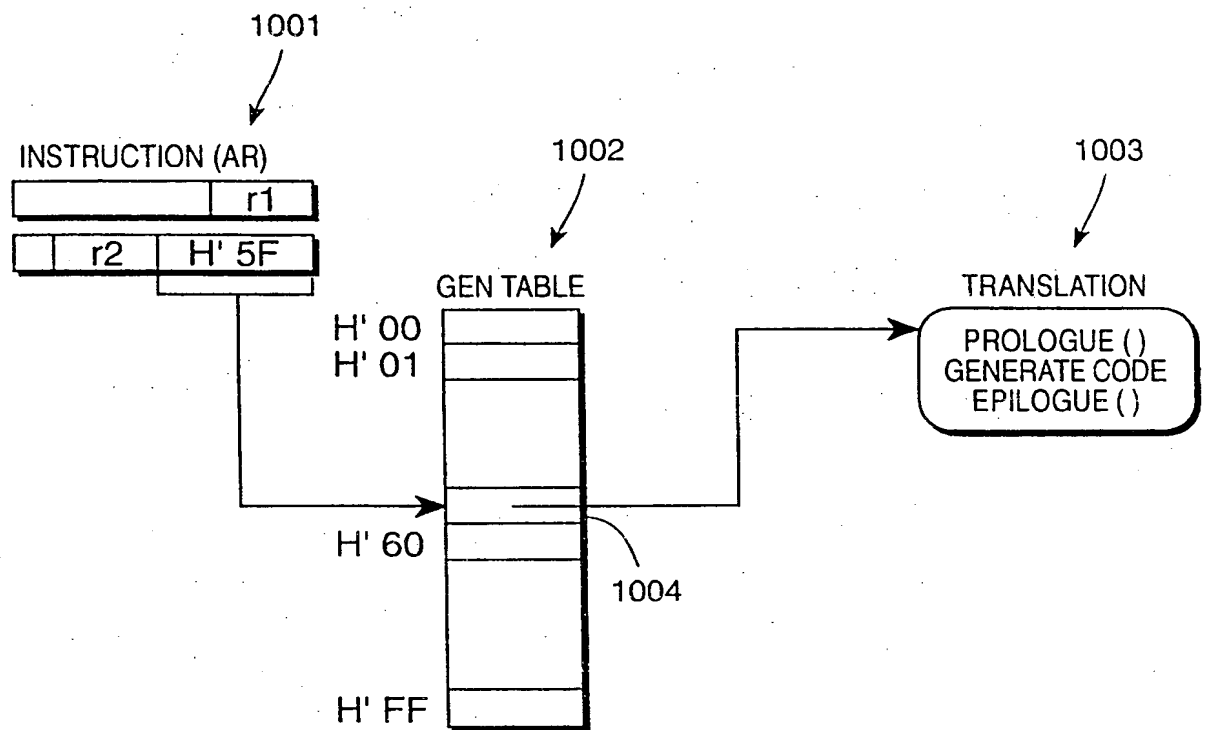 1001
INSTRUCTION (AR)
r1
r2 H' 5F
1002
GEN TABLE
H' 00
H' 01
H' 60
H' FF
1004
1003
TRANSLATION
PROLOGUE ( )
GENERATE CODE
EPILOGUE ( )